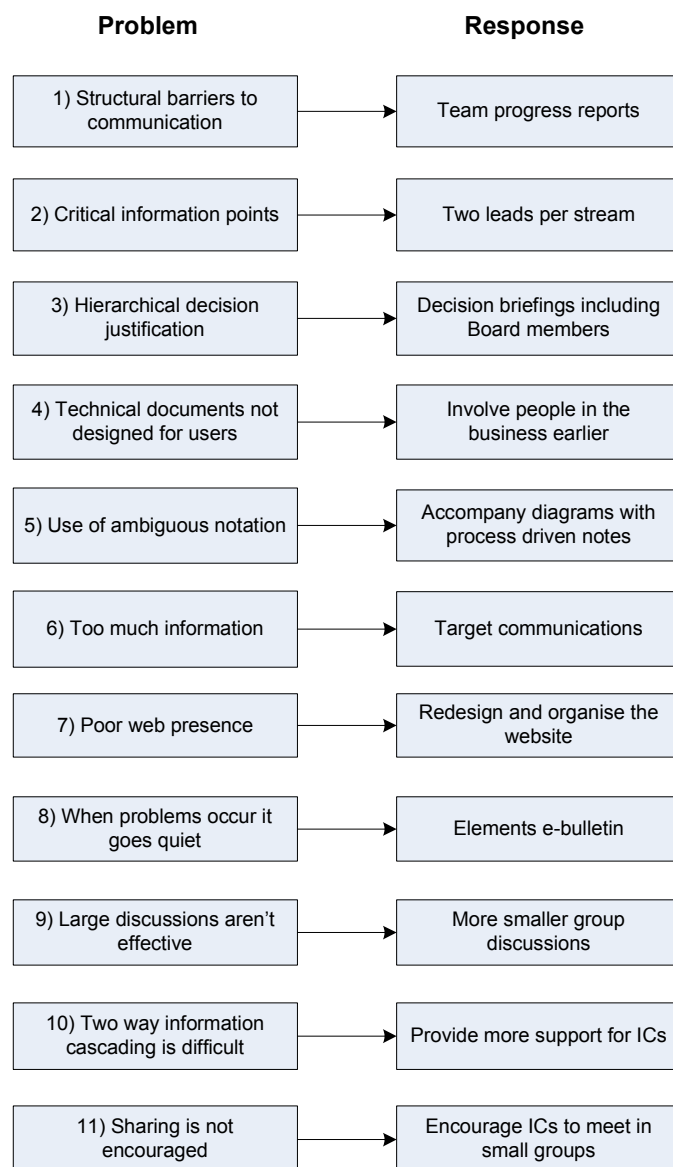 Problem
Response
1) Structural barriers to
communication
Team progress reports
2) Critical information points
Two leads per stream
3) Hierarchical decision
justification
Decision briefings including
Board members
4) Technical documents not
designed for users
Involve people in the
business earlier
5) Use of ambiguous notation
Accompany diagrams with
process driven notes
6) Too much information
Target communications
7) Poor web presence
Redesign and organise the
website
8) When problems occur it
goes quiet
Elements e-bulletin
9) Large discussions aren't
effective
More smaller group
discussions
10) Two way information
cascading is difficult
Provide more support for ICs
11) Sharing is not
encouraged
Encourage ICs to meet in
small groups